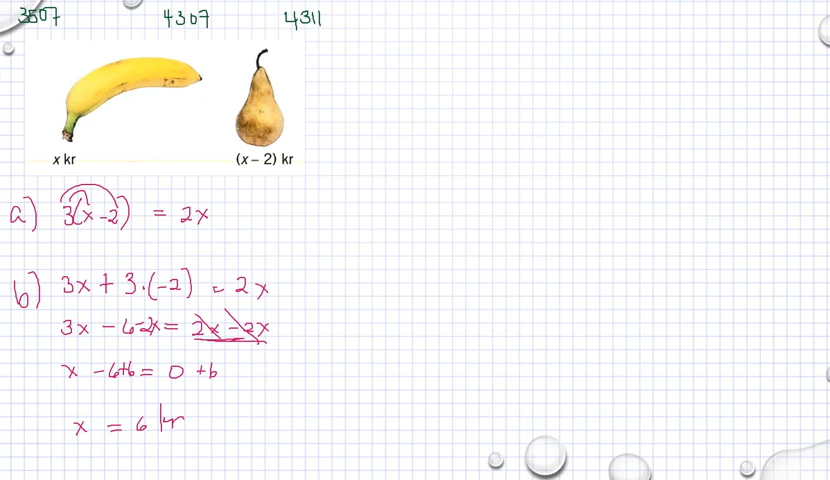 3507 4307 4311
x kr (x – 2) kr
a) 3(x - 2) = 2x
b) 3x + 3·(-2) = 2x
3x - 6 -2x = 2x - 2x
x - 6+6 = 0 + 6
x = 6 kr